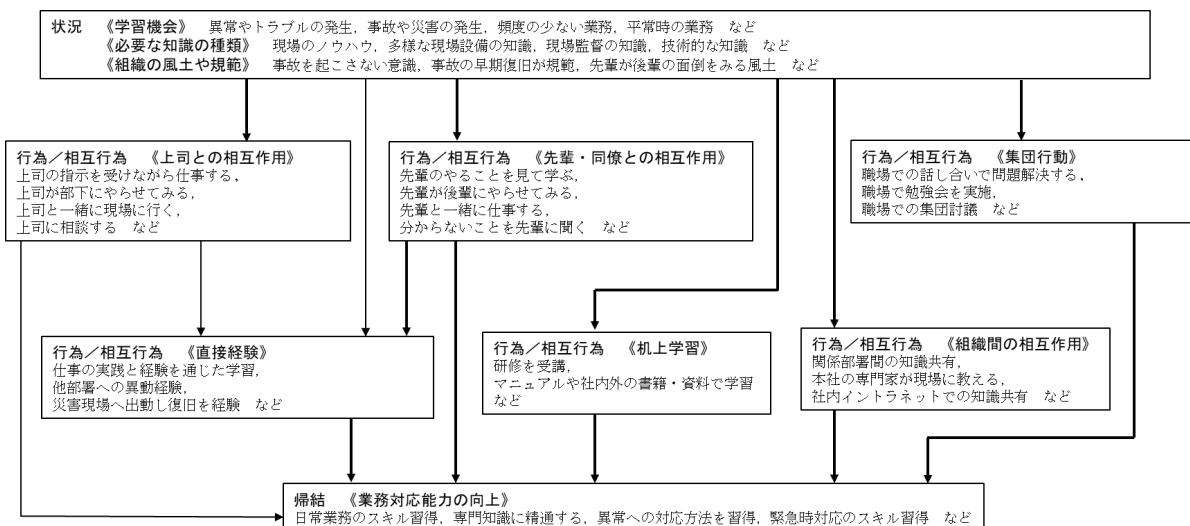 状況　《学習機会》　異常やトラブルの発生，事故や災害の発生，頻度の少ない業務，平常時の業務　など
《必要な知識の種類》　現場のノウハウ，多様な現場設備の知識，現場監督の知識，技術的な知識　など
《組織の風土や規範》　事故を起こさない意識，事故の早期復旧が規範，先輩が後輩の面倒をみる風土　など
行為／相互行為　《上司との相互作用》
上司の指示を受けながら仕事する，
上司が部下にやらせてみる，
上司と一緒に現場に行く，
上司に相談する　など
行為／相互行為　《先輩・同僚との相互作用》
先輩のやることを見て学ぶ，
先輩が後輩にやらせてみる，
先輩と一緒に仕事する，
分からないことを先輩に聞く　など
行為／相互行為　《集団行動》
職場での話し合いで問題解決する，
職場で勉強会を実施，
職場での集団討議　など
行為／相互行為　《直接経験》
仕事の実践と経験を通じた学習，
他部署への異動経験，
災害現場へ出動し復旧を経験　など
行為／相互行為　《机上学習》
研修を受講，
マニュアルや社内外の書籍・資料で学習
など
行為／相互行為　《組織間の相互作用》
関係部署間の知識共有，
本社の専門家が現場に教える，
社内イントラネットでの知識共有　など
帰結　《業務対応能力の向上》
日常業務のスキル習得，専門知識に精通する，異常への対応方法を習得，緊急時対応のスキル習得　など